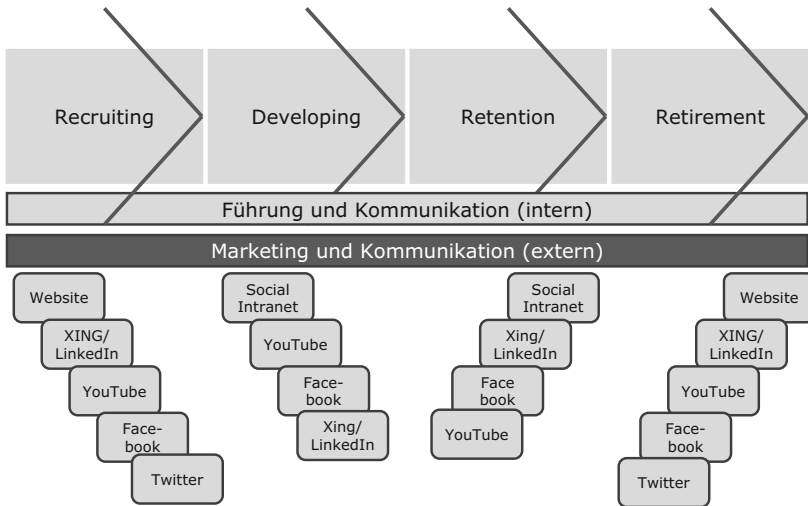 Recruiting
Developing
Retention
Retirement
Führung und Kommunikation (intern)
Marketing und Kommunikation (extern)
Website
XING/
LinkedIn
YouTube
Face-
book
Twitter
Social
Intranet
YouTube
Face-
book
Xing/
LinkedIn
Social
Intranet
Xing/
LinkedIn
Face
book
YouTube
Website
XING/
LinkedIn
YouTube
Face-
book
Twitter